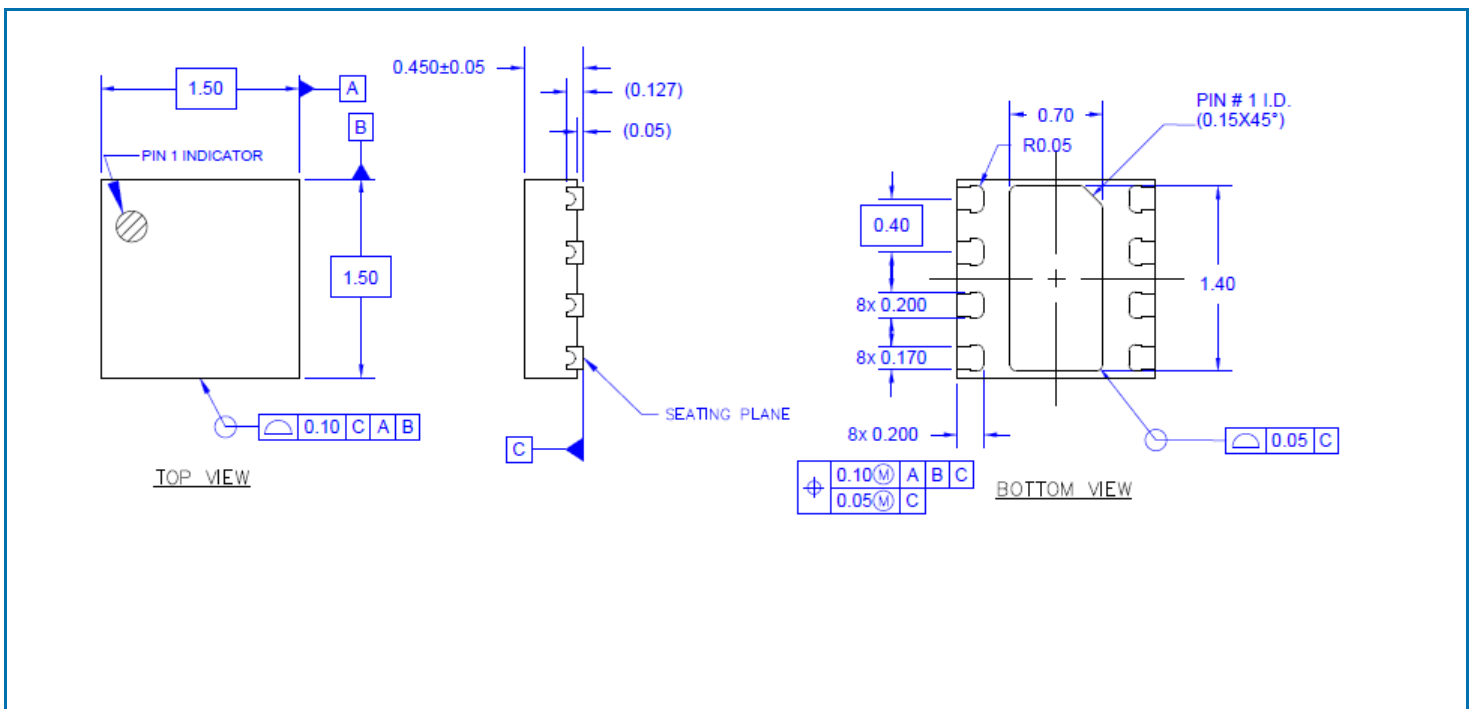 1.50
A
B
PIN 1 INDICATOR
1.50
0.10 C A B
TOP VIEW
0.450±0.05
(0.127)
(0.05)
SEATING PLANE
C
0.70
PIN # 1 I.D.
(0.15X45°)
R0.05
0.40
8x 0.200
8x 0.170
1.40
8x 0.200
0.10Ⓜ A B C
0.05Ⓜ C
0.05 C
BOTTOM VIEW